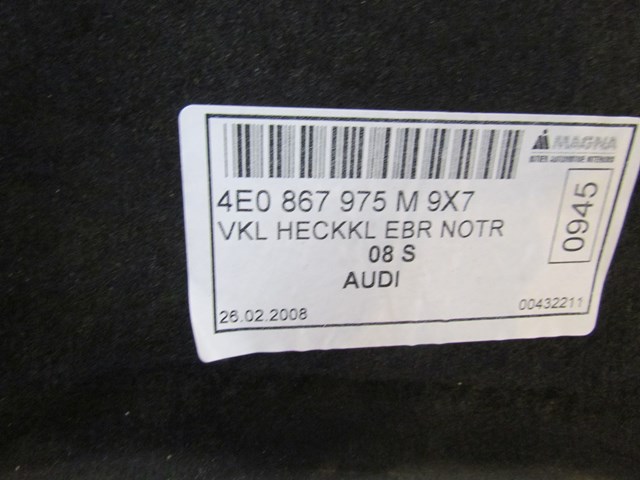 MAGNA
4E0 867 975 M 9X7
VKL HECKKL EBR NOTR
08 S
AUDI
0945
26.02.2008
00432211